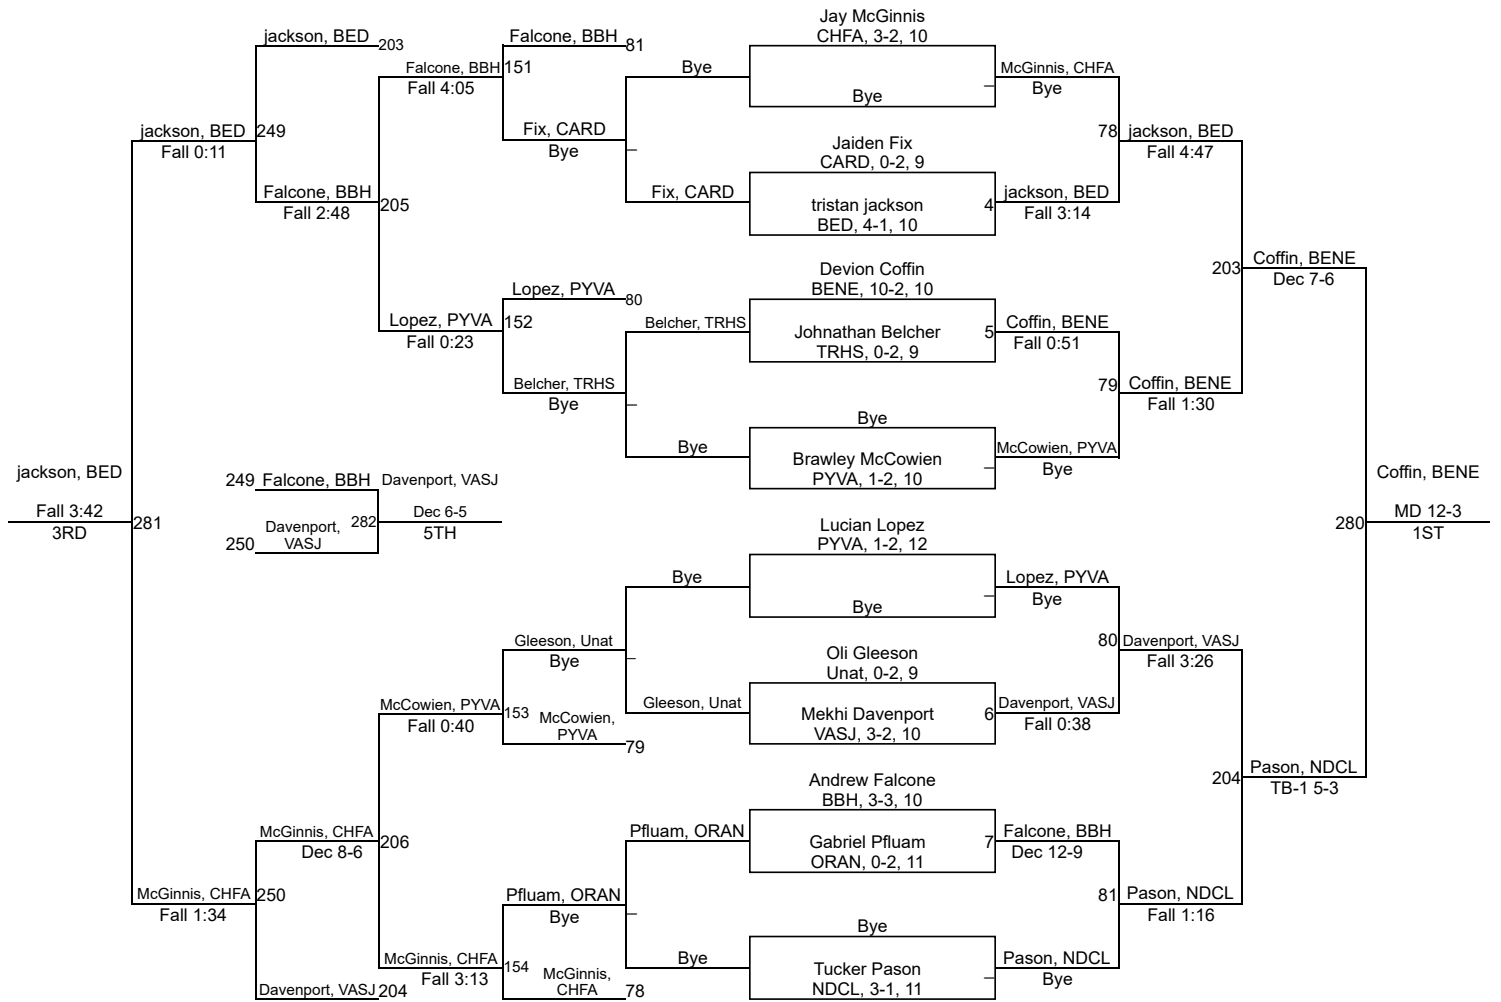 Jay McGinnis
CHFA, 3-2, 10
jackson, BED
203
Falcone, BBH
81
Falcone, BBH
151
Fall 4:05
Bye
Bye
McGinnis, CHFA
Bye
jackson, BED
249
Fall 0:11
Fix, CARD
Bye
Jaiden Fix
CARD, 0-2, 9
78
jackson, BED
Fall 4:47
Falcone, BBH
205
Fall 2:48
Fix, CARD
tristan jackson
BED, 4-1, 10
4
jackson, BED
Fall 3:14
Devion Coffin
BENE, 10-2, 10
203
Coffin, BENE
Dec 7-6
Lopez, PYVA
80
Lopez, PYVA
152
Fall 0:23
Belcher, TRHS
Johnathan Belcher
TRHS, 0-2, 9
5
Coffin, BENE
Fall 0:51
Belcher, TRHS
Bye
79
Coffin, BENE
Fall 1:30
Bye
Bye
Brawley McCowien
PYVA, 1-2, 10
McCowien, PYVA
Bye
jackson, BED
Fall 3:42
3RD
281
249
Falcone, BBH
Davenport, VASJ
Dec 6-5
5TH
282
250
Davenport,
VASJ
Coffin, BENE
MD 12-3
1ST
280
Lucian Lopez
PYVA, 1-2, 12
Bye
Bye
Lopez, PYVA
Bye
Gleeson, Unat
Bye
Oli Gleeson
Unat, 0-2, 9
80
Davenport, VASJ
Fall 3:26
McCowien, PYVA
153
Fall 0:40
McCowien,
PYVA
79
Gleeson, Unat
Mekhi Davenport
VASJ, 3-2, 10
6
Davenport, VASJ
Fall 0:38
Andrew Falcone
BBH, 3-3, 10
204
Pason, NDCL
TB-1 5-3
McGinnis, CHFA
206
Dec 8-6
Pfluam, ORAN
Gabriel Pfluam
ORAN, 0-2, 11
7
Falcone, BBH
Dec 12-9
McGinnis, CHFA
250
Fall 1:34
Pfluam, ORAN
Bye
81
Pason, NDCL
Fall 1:16
Bye
McGinnis, CHFA
154
Fall 3:13
McGinnis,
CHFA
78
Bye
Tucker Pason
NDCL, 3-1, 11
Pason, NDCL
Bye
Davenport, VASJ
204